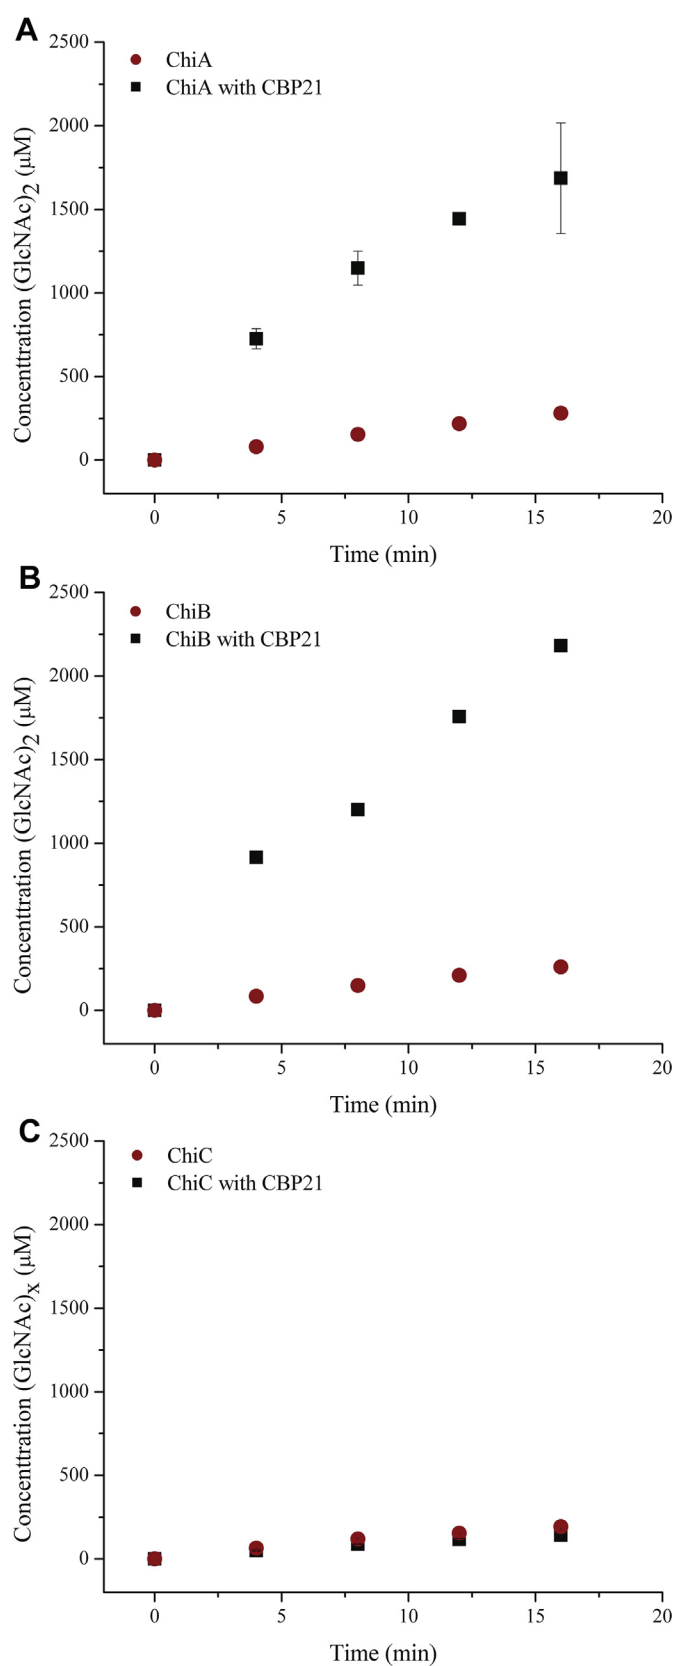 A
2500
2000
1500
1000
500
0
Concenttration (GlcNAc)2 (μM)
ChiA
ChiA with CBP21
0 5 10 15 20
Time (min)
B
2500
2000
1500
1000
500
0
Concenttration (GlcNAc)2 (μM)
ChiB
ChiB with CBP21
0 5 10 15 20
Time (min)
C
2500
2000
1500
1000
500
0
Concenttration (GlcNAc)x (μM)
ChiC
ChiC with CBP21
0 5 10 15 20
Time (min)